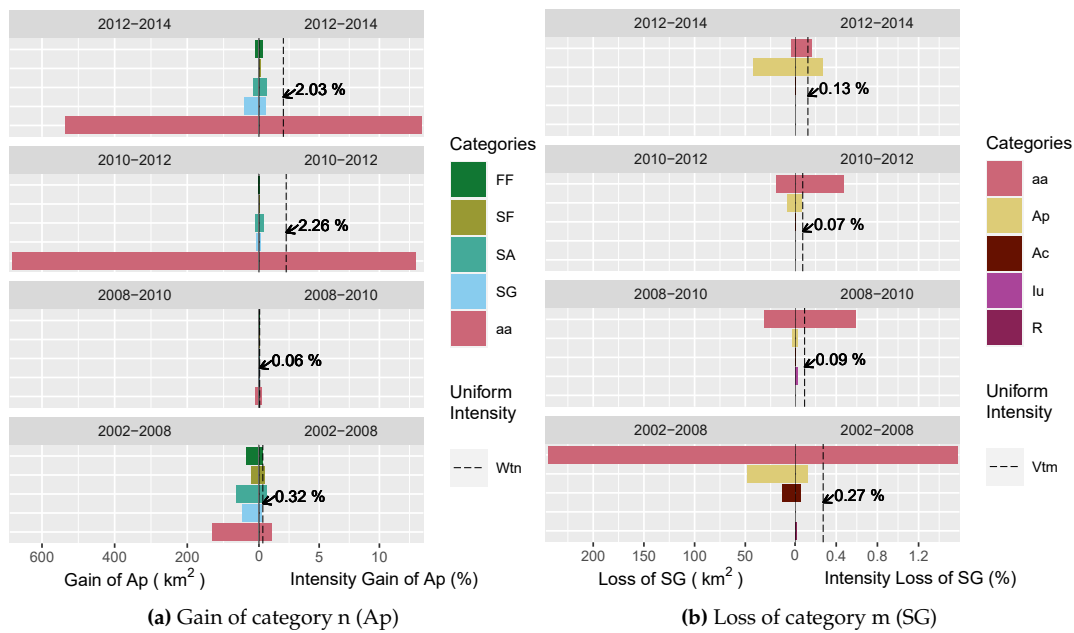 2012−2014 2012−2014
2.03 %
2010−2012 2010−2012
2.26 %
2008−2010 2008−2010
0.06 %
2002−2008 2002−2008
0.32 %
600 400 200 0 5 10
Gain of Ap ( km² ) Intensity Gain of Ap (%)
Categories
FF
SF
SA
SG
aa
Uniform
Intensity
Wtn
(a) Gain of category n (Ap)
2012−2014 2012−2014
0.13 %
2010−2012 2010−2012
0.07 %
2008−2010 2008−2010
0.09 %
2002−2008 2002−2008
0.27 %
200 150 100 50 0 0.4 0.8 1.2
Loss of SG ( km² ) Intensity Loss of SG (%)
Categories
aa
Ap
Ac
Iu
R
Uniform
Intensity
Vtm
(b) Loss of category m (SG)